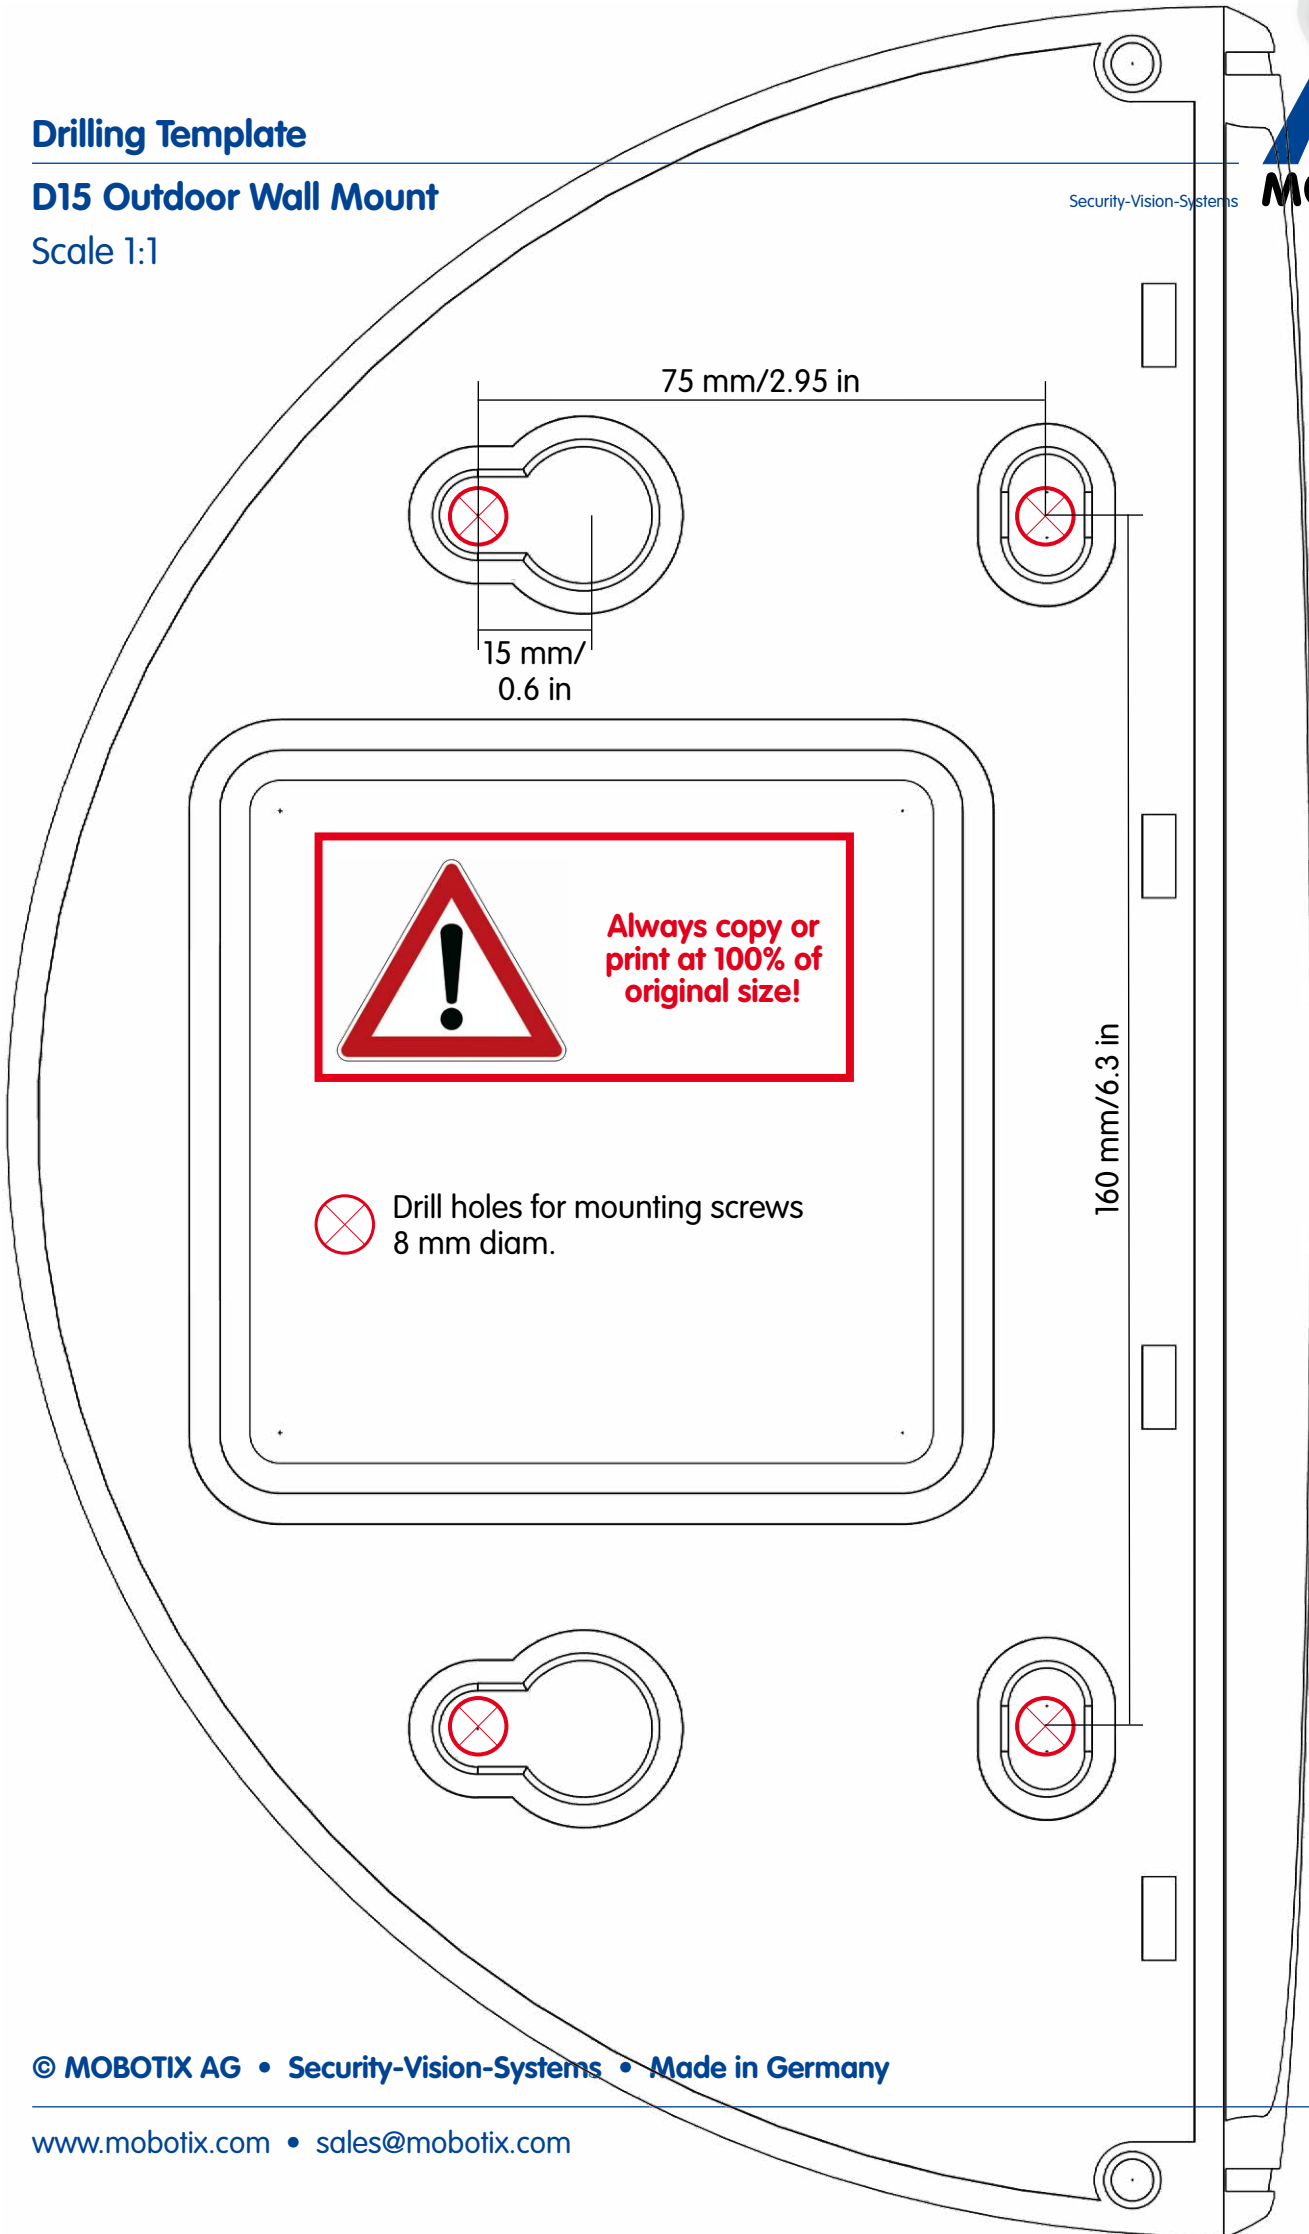 Drilling Template
D15 Outdoor Wall Mount
Security-Vision-Systems
Scale 1:1
75 mm/2.95 in
15 mm/
0.6 in
Always copy or
print at 100% of
original size!
160 mm/6.3 in
Drill holes for mounting screws
8 mm diam.
© MOBOTIX AG • Security-Vision-Systems • Made in Germany
www.mobotix.com • sales@mobotix.com